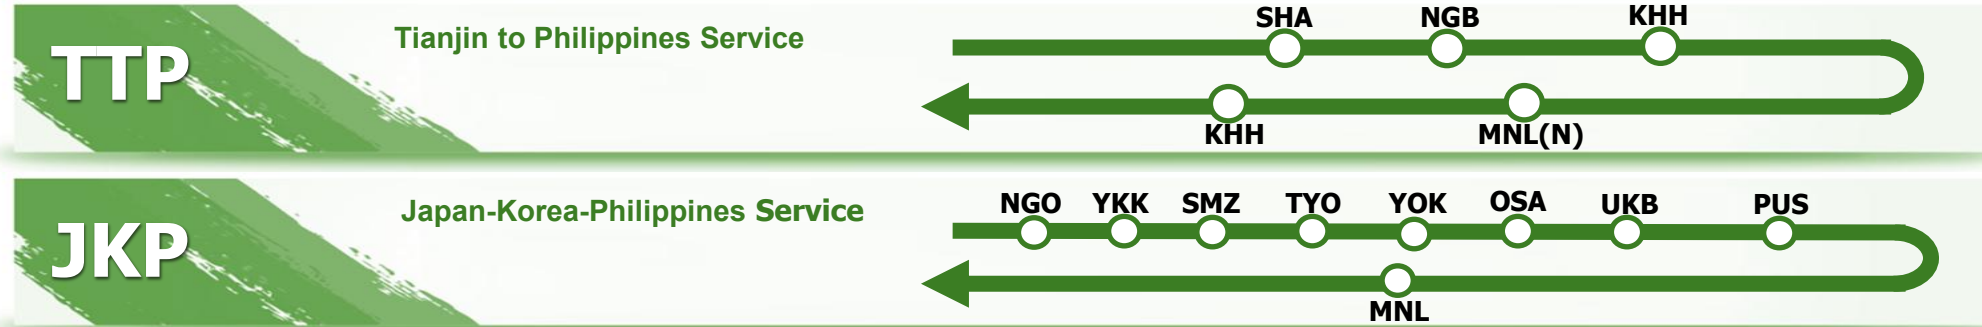 TTP
Tianjin to Philippines Service
SHA NGB KHH
KHH MNL(N)
JKP
Japan-Korea-Philippines Service
NGO YKK SMZ TYO YOK OSA UKB PUS
MNL